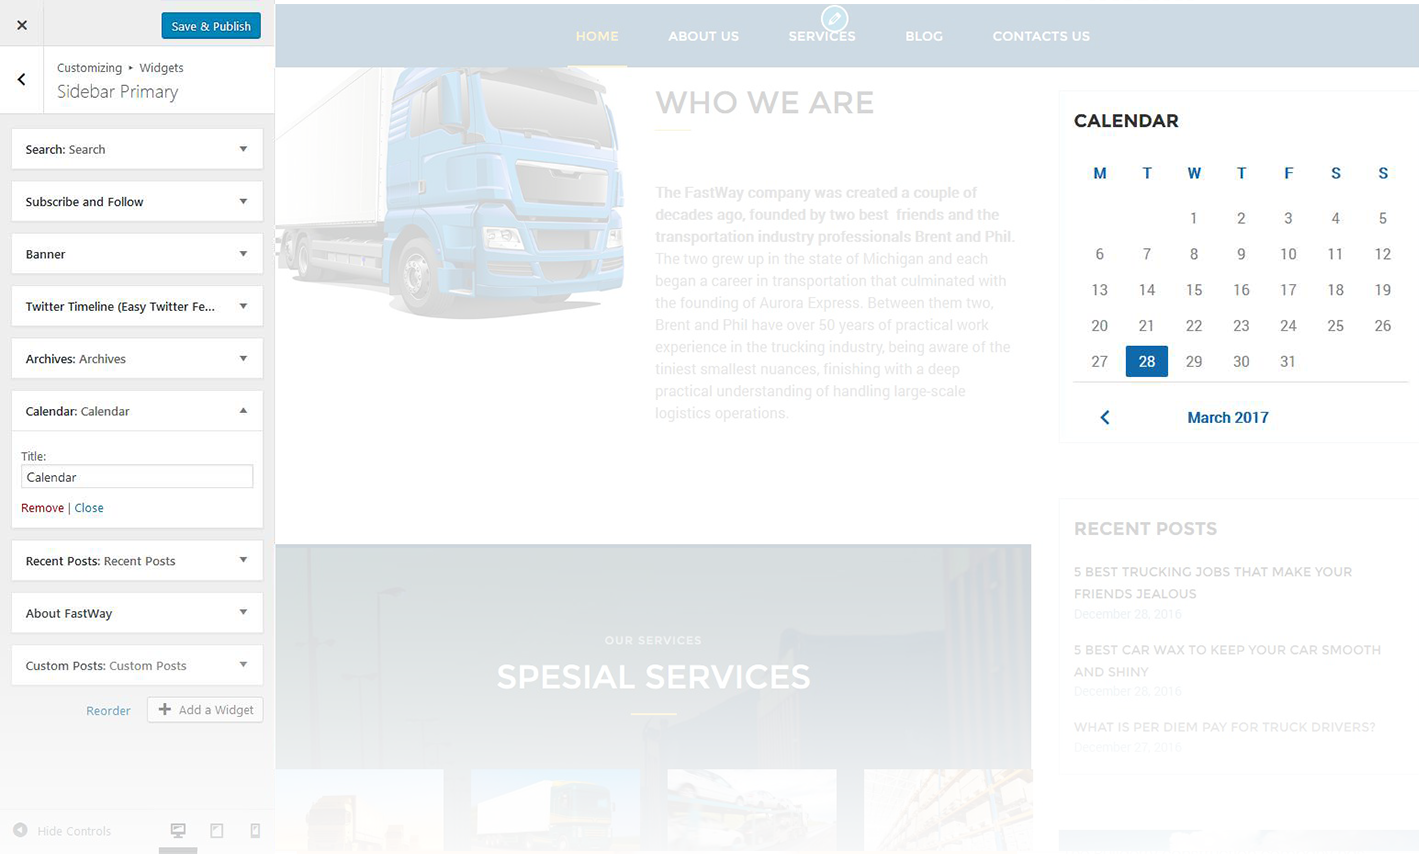 Save & Publish
Customizing ▸ Widgets
Sidebar Primary
Search: Search
Subscribe and Follow
Banner
Twitter Timeline (Easy Twitter Fe...
Archives: Archives
Calendar: Calendar
Title:
Calendar
Remove | Close
Recent Posts: Recent Posts
About FastWay
Custom Posts: Custom Posts
Reorder
Add a Widget
Hide Controls
HOME ABOUT US SERVICES BLOG CONTACTS US
WHO WE ARE
The FastWay company was created a couple of
decades ago, founded by two best friends and the
transportation industry professionals Brent and Phil.
The two grew up in the state of Michigan and each
began a career in transportation that culminated with
the founding of Aurora Express. Between them two,
Brent and Phil have over 50 years of practical work
experience in the trucking industry, being aware of the
tiniest smallest nuances, finishing with a deep
practical understanding of handling large-scale
logistics operations.
OUR SERVICES
SPESIAL SERVICES
CALENDAR
M T W T F S S
1 2 3 4 5
6 7 8 9 10 11 12
13 14 15 16 17 18 19
20 21 22 23 24 25 26
27 28 29 30 31
March 2017
RECENT POSTS
5 BEST TRUCKING JOBS THAT MAKE YOUR
FRIENDS JEALOUS
December 28, 2016
5 BEST CAR WAX TO KEEP YOUR CAR SMOOTH
AND SHINY
December 28, 2016
WHAT IS PER DIEM PAY FOR TRUCK DRIVERS?
December 27, 2016